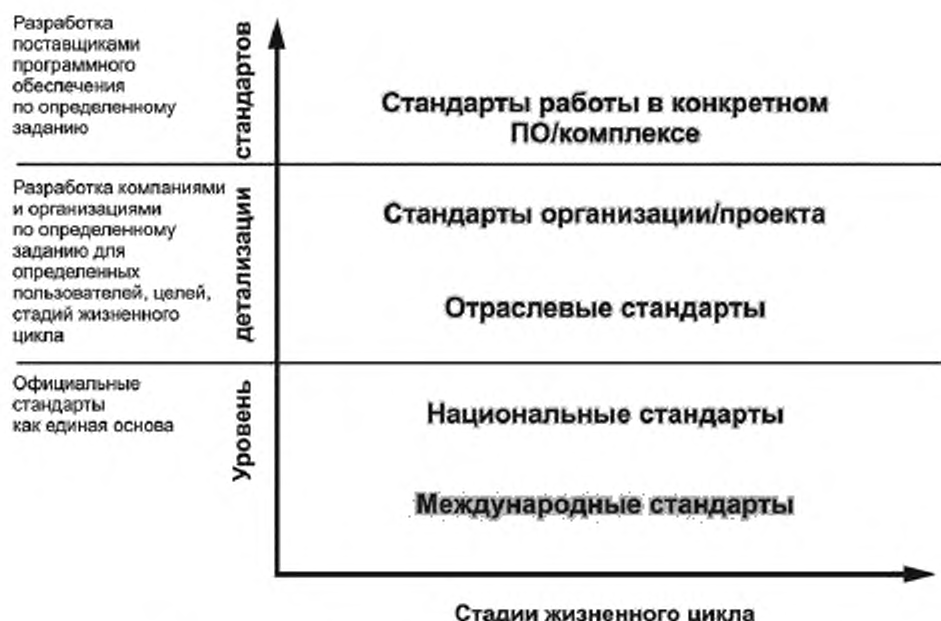 Разработка
поставщиками
программного
обеспечения
по определенному
заданию
Стандарты работы в конкретном
ПО/комплексе
Разработка компаниями
и организациями
по определенному
заданию для
определенных
пользователей, целей,
стадий жизненного
цикла
Стандарты организации/проекта
Отраслевые стандарты
Официальные
стандарты
как единая основа
Национальные стандарты
Международные стандарты
Уровень детализации стандартов
Стадии жизненного цикла